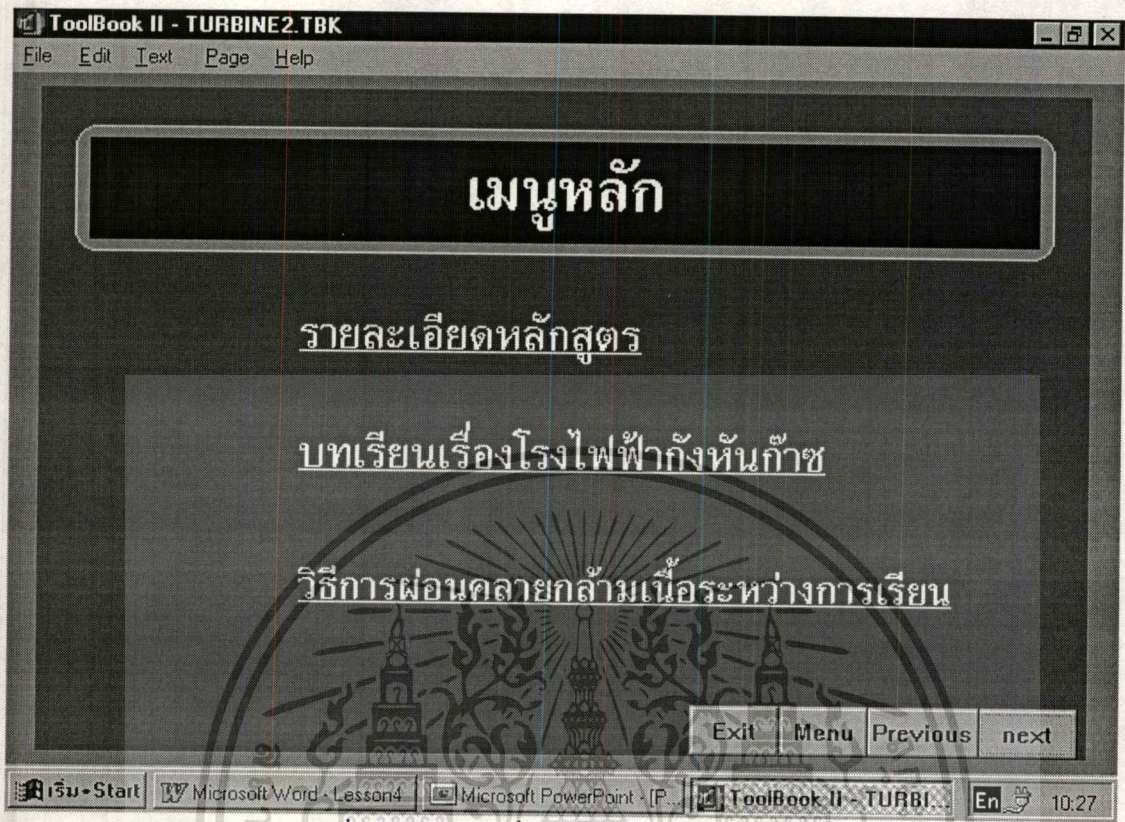 ToolBook II - TURBINE2.TBK
File Edit Text Page Help
เมนูหลัก
รายละเอียดหลักสูตร
บทเรียนเรื่องโรงไฟฟ้ากังหันก๊าซ
วิธีการผ่อนคลายกล้ามเนื้อระหว่างการเรียน
Exit Menu Previous next
เริ่ม-Start Microsoft Word - Lesson4 Microsoft PowerPoint - [P... ToolBook II - TURBI... En 10:27